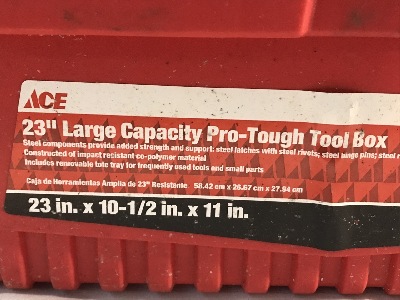 ACE
23" Large Capacity Pro-Tough Tool Box
Steel components provide added strength and support: steel latches with steel rivets; steel hinge pins; steel
Constructed of impact resistant co-polymer material
Includes removable tote tray for frequently used tools and small parts
Caja de Herramientas Amplia de 23" Resistente 58.42 cm x 26.67 cm x 27.94 cm
23 in. x 10-1/2 in. x 11 in.